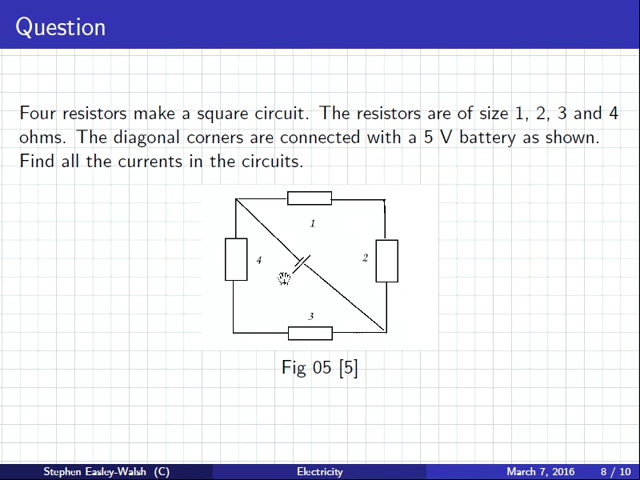 Question
Four resistors make a square circuit. The resistors are of size 1, 2, 3 and 4
ohms. The diagonal corners are connected with a 5 V battery as shown.
Find all the currents in the circuits.
1
4
2
3
Fig 05 [5]
Stephen Easley-Walsh (C) Electricity March 7, 2016 8 / 10